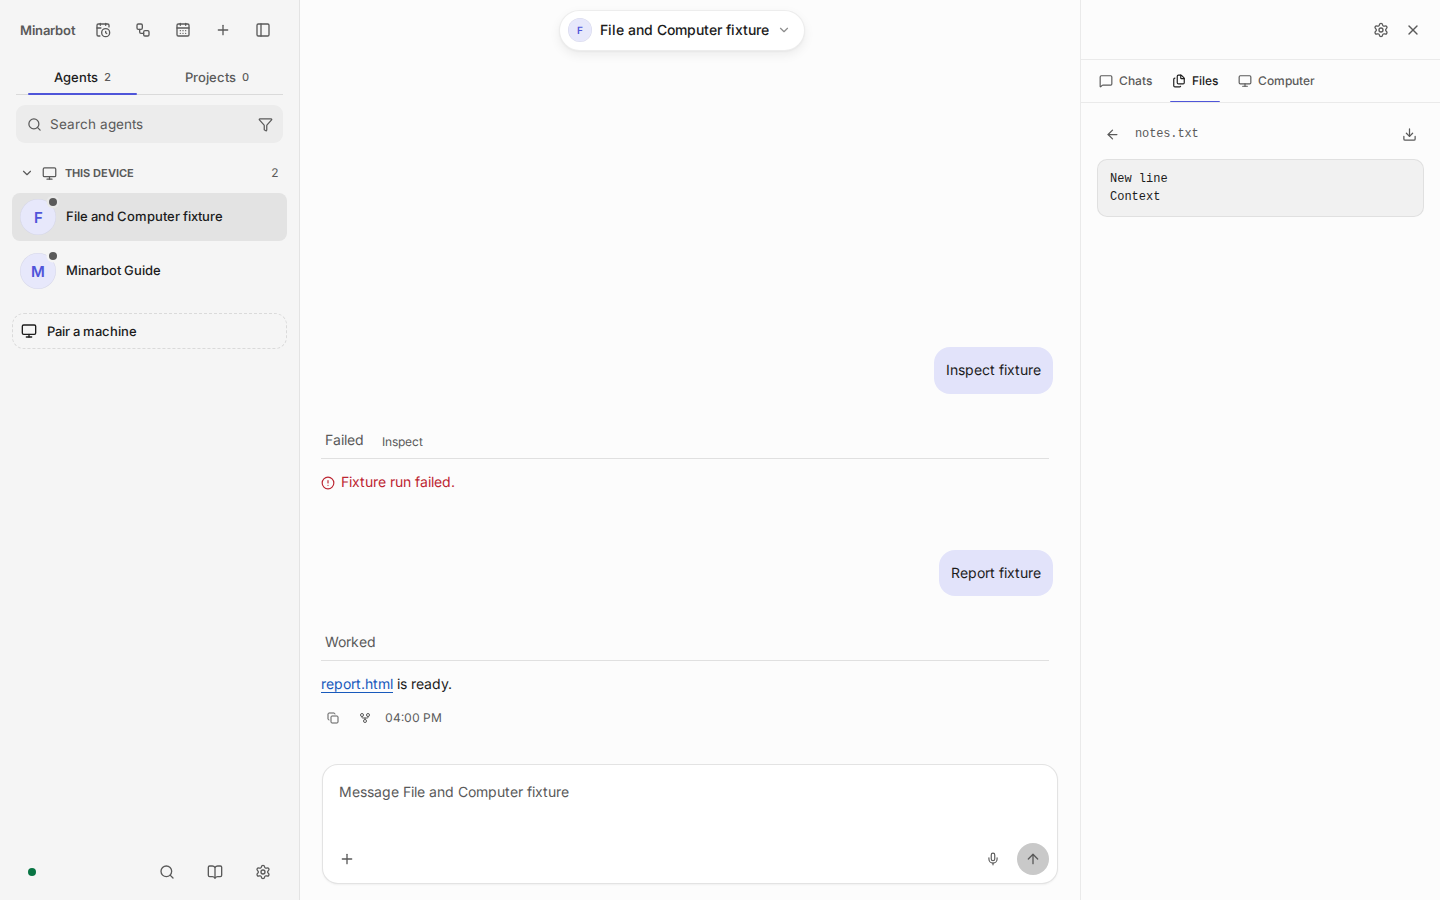 Minarbot
Agents 2
Projects 0
Search agents
THIS DEVICE 2
F File and Computer fixture
M Minarbot Guide
Pair a machine
F File and Computer fixture
Inspect fixture
Failed Inspect
Fixture run failed.
Report fixture
Worked
report.html is ready.
04:00 PM
Message File and Computer fixture
Chats Files Computer
notes.txt
New line
Context